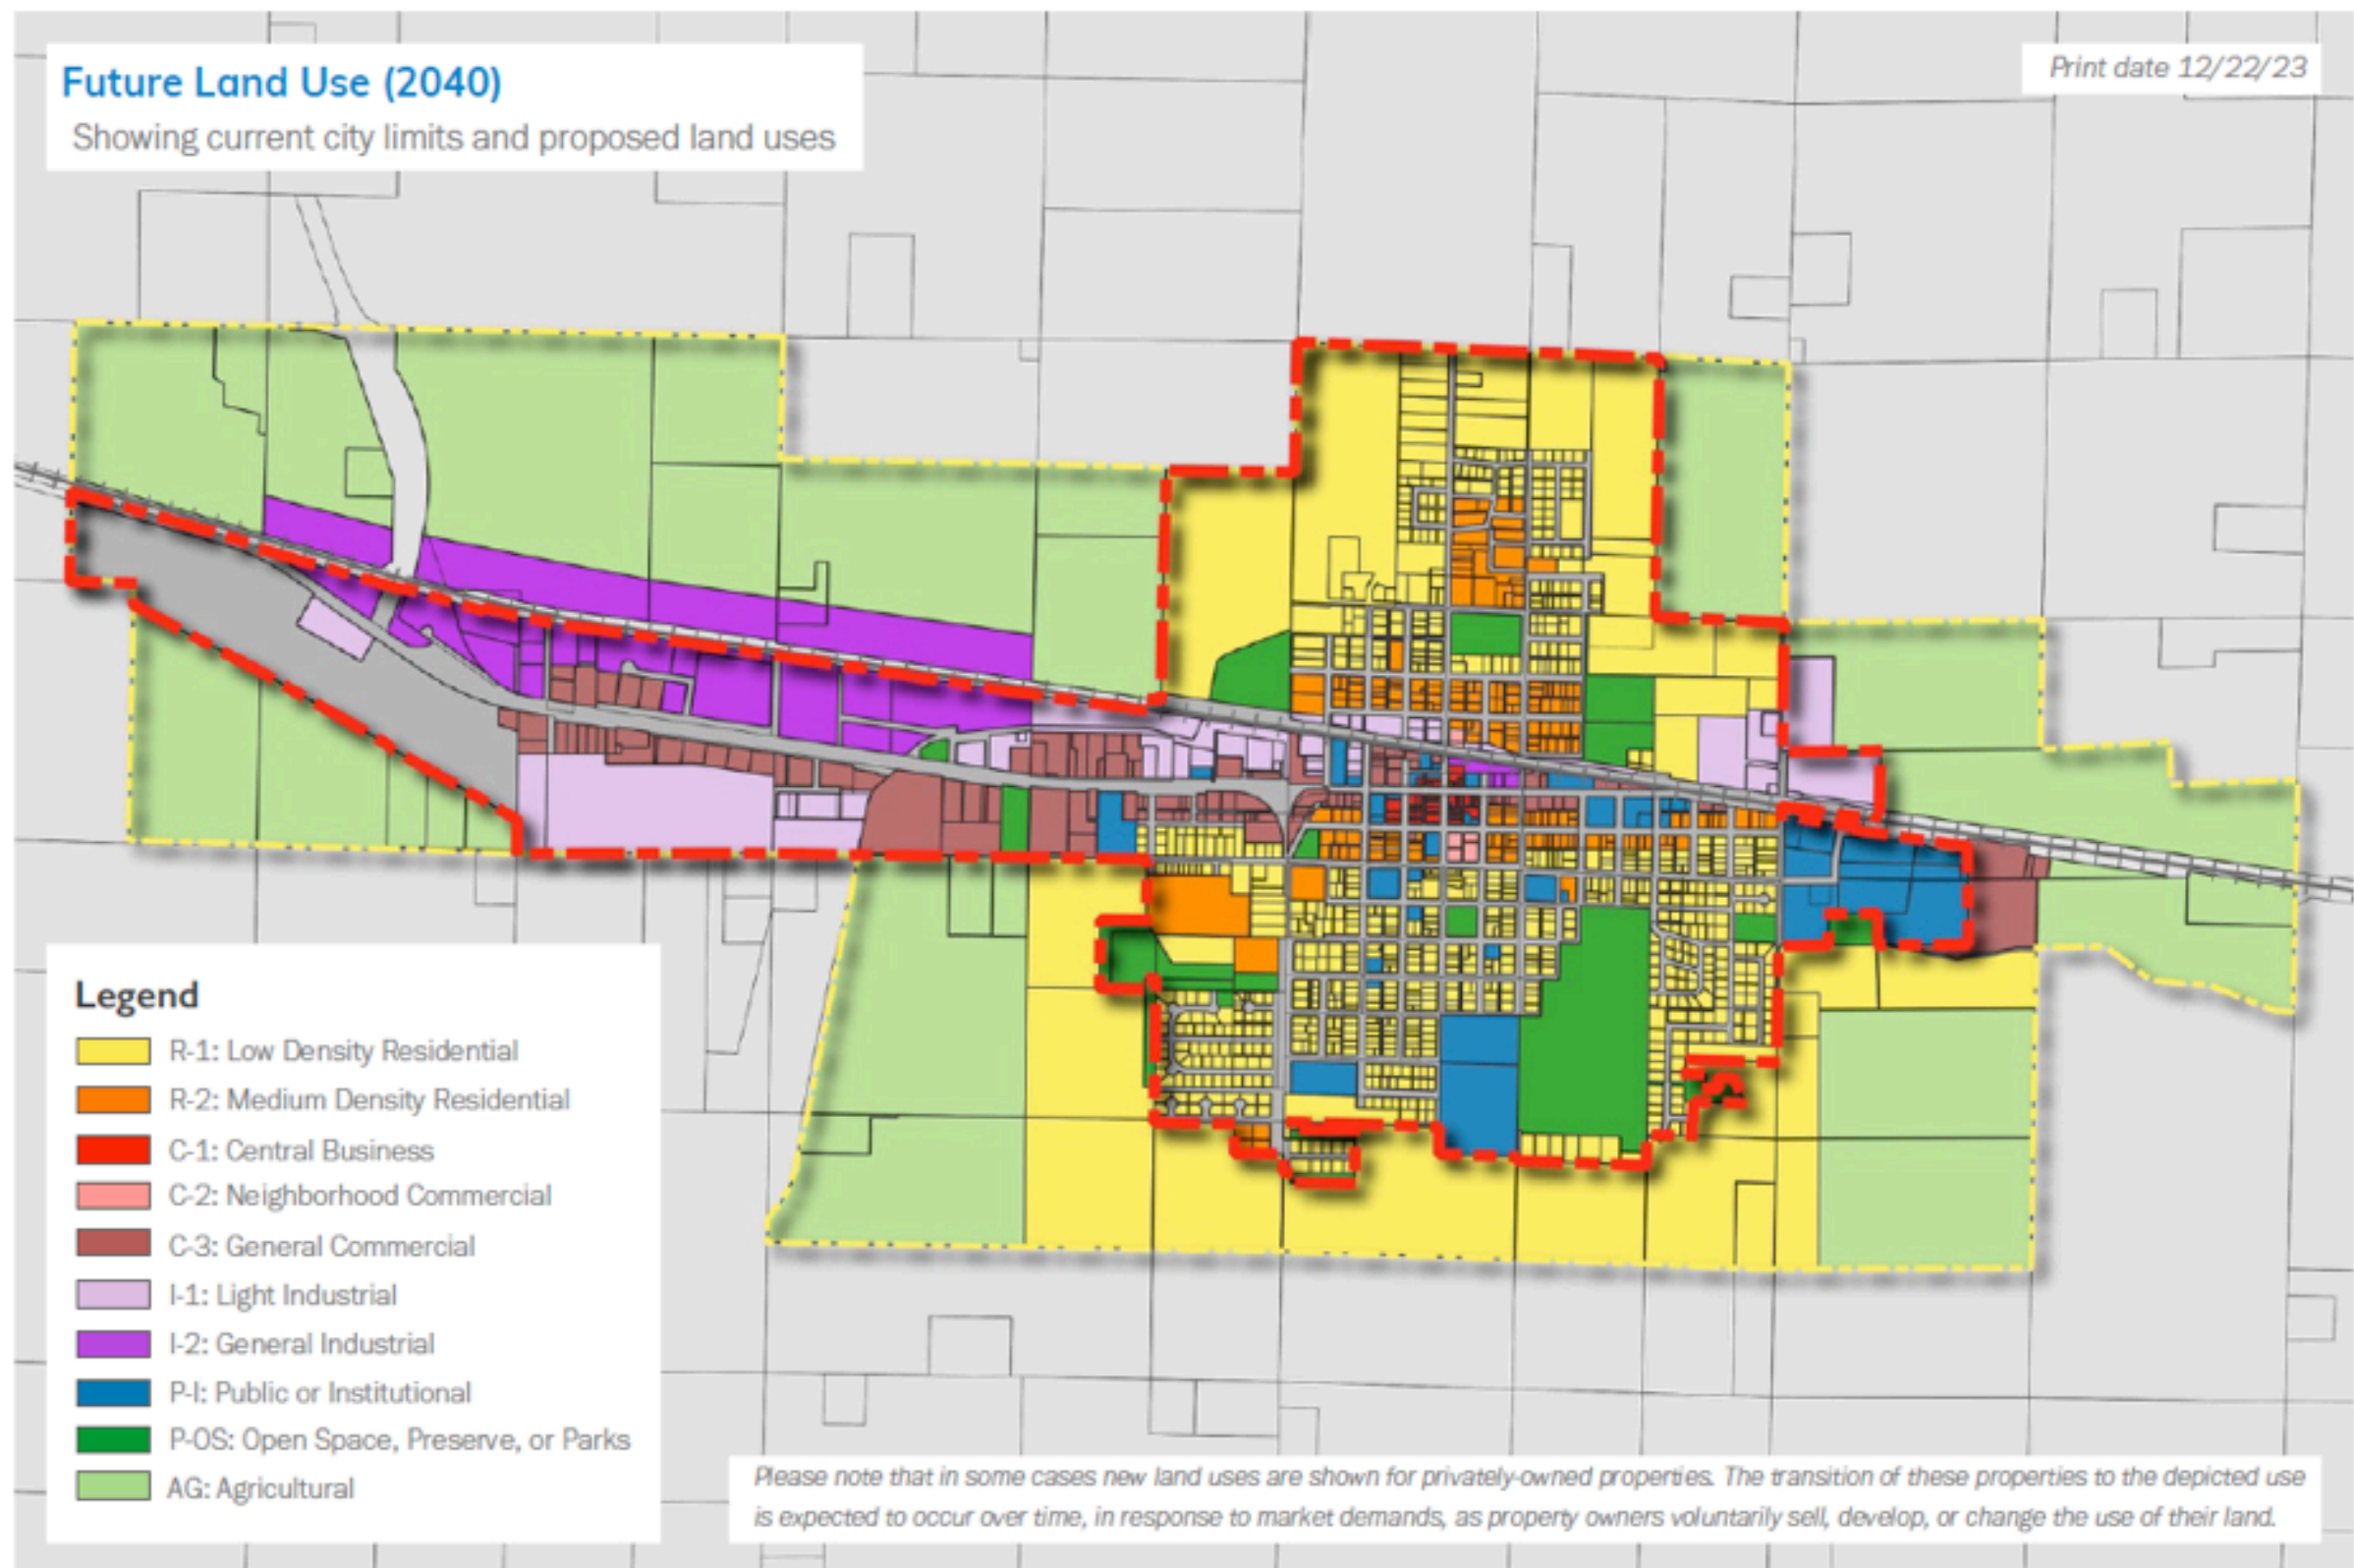 Future Land Use (2040)
Showing current city limits and proposed land uses
Print date 12/22/23
Legend
R-1: Low Density Residential
R-2: Medium Density Residential
C-1: Central Business
C-2: Neighborhood Commercial
C-3: General Commercial
I-1: Light Industrial
I-2: General Industrial
P-I: Public or Institutional
P-OS: Open Space, Preserve, or Parks
AG: Agricultural
Please note that in some cases new land uses are shown for privately-owned properties. The transition of these properties to the depicted use
is expected to occur over time, in response to market demands, as property owners voluntarily sell, develop, or change the use of their land.